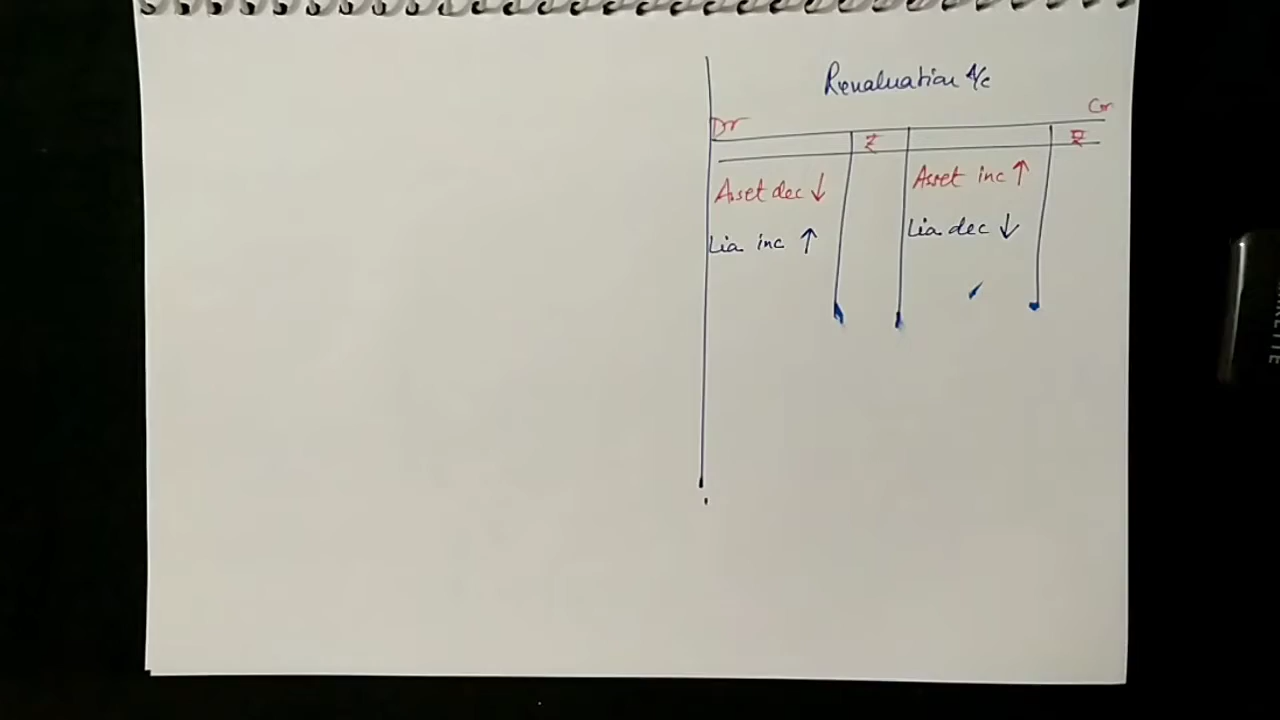 Revaluation A/c
Dr Cr
₹ ₹
Asset dec ↓ Asset inc ↑
Lia inc ↑ Lia dec ↓